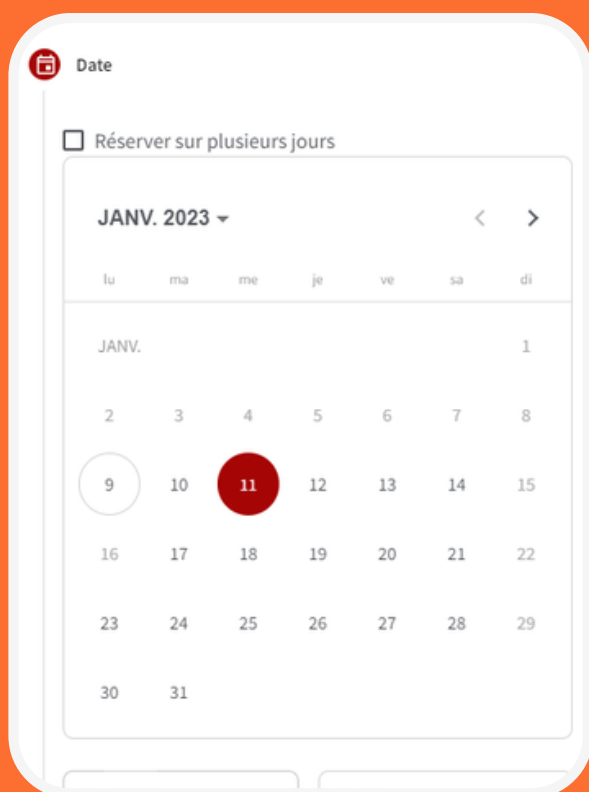 Date
Réserver sur plusieurs jours
JANV. 2023
lu ma me je ve sa di
JANV. 1
2 3 4 5 6 7 8
9 10 11 12 13 14 15
16 17 18 19 20 21 22
23 24 25 26 27 28 29
30 31